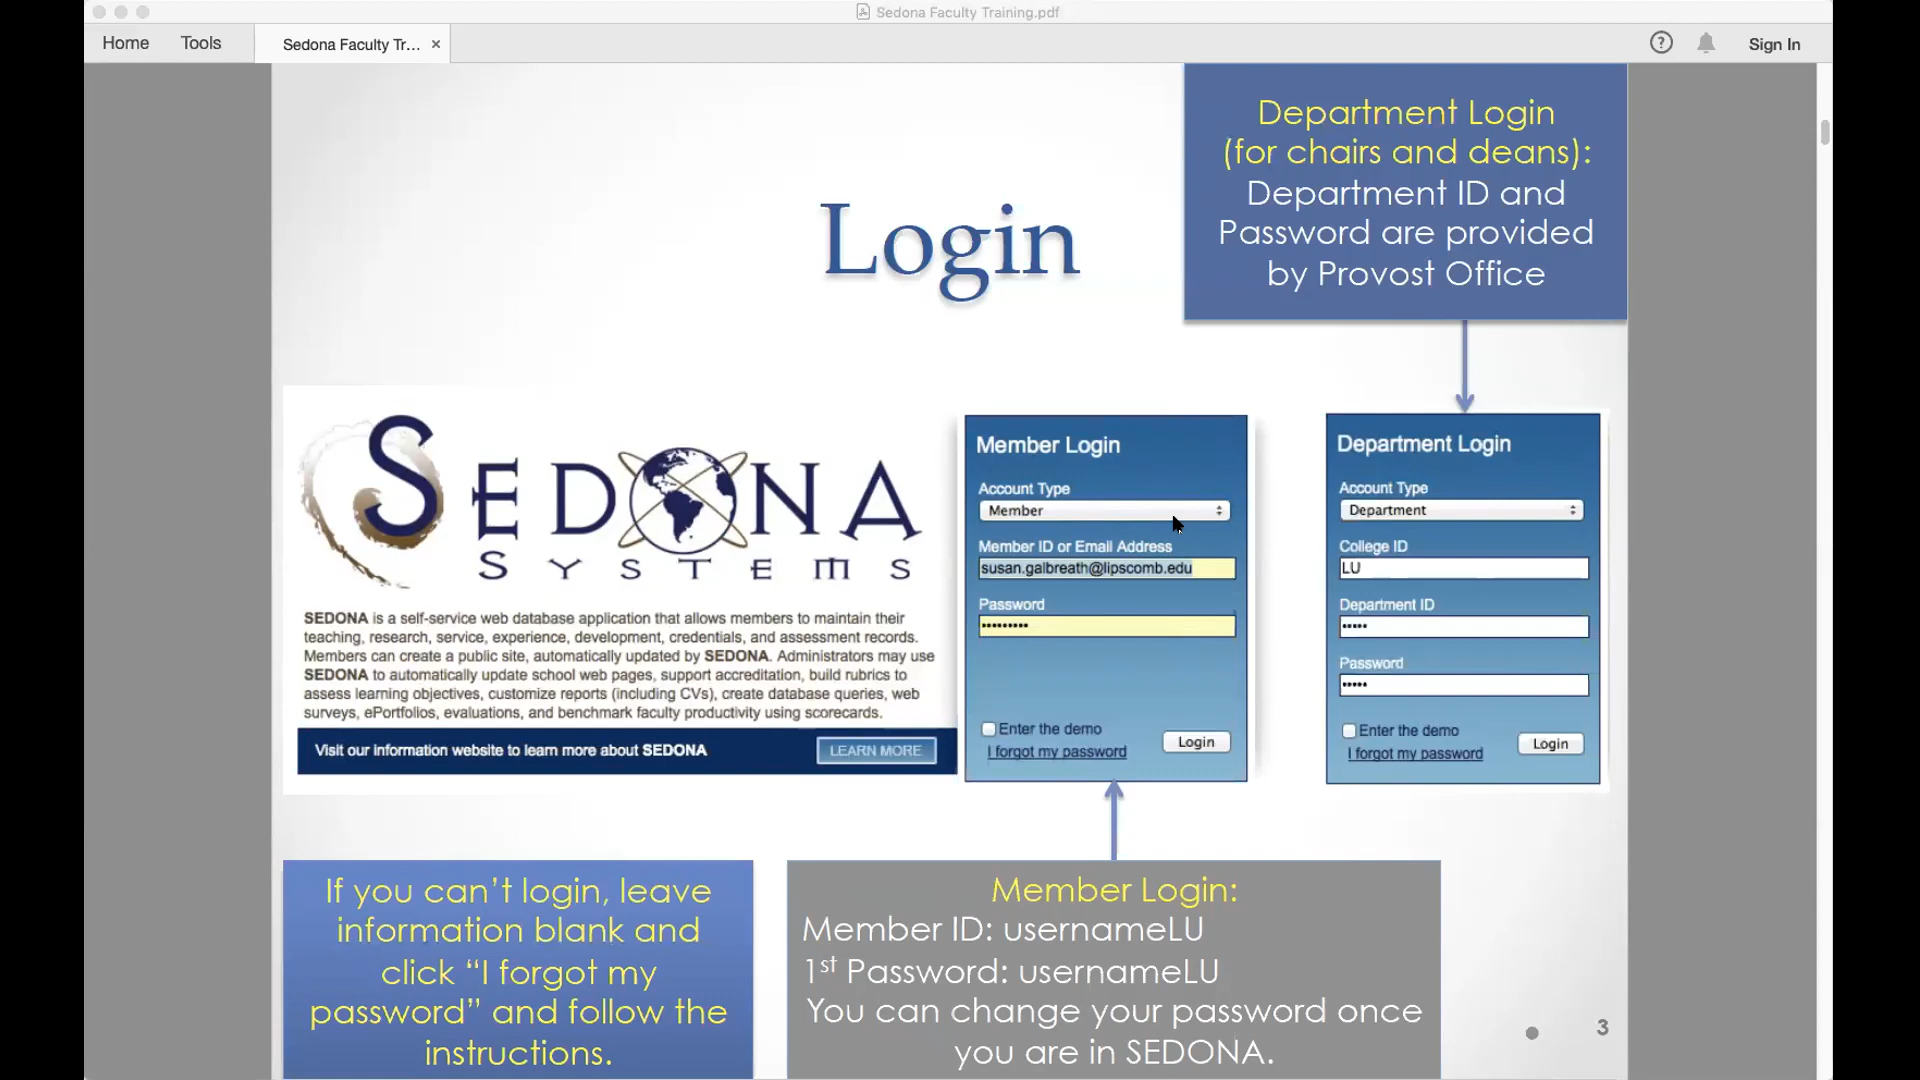 Sedona Faculty Training.pdf
Home Tools Sedona Faculty Tr... × Sign In
Department Login
(for chairs and deans):
Department ID and
Password are provided
by Provost Office
Login
SEDONA
SYSTEMS
SEDONA is a self-service web database application that allows members to maintain their
teaching, research, service, experience, development, credentials, and assessment records.
Members can create a public site, automatically updated by SEDONA. Administrators may use
SEDONA to automatically update school web pages, support accreditation, build rubrics to
assess learning objectives, customize reports (including CVs), create database queries, web
surveys, ePortfolios, evaluations, and benchmark faculty productivity using scorecards.
Visit our information website to learn more about SEDONA LEARN MORE
Member Login
Account Type
Member
Member ID or Email Address
susan.galbreath@lipscomb.edu
Password
•••••••••
Enter the demo
I forgot my password Login
Department Login
Account Type
Department
College ID
LU
Department ID
•••••
Password
•••••
Enter the demo
I forgot my password Login
If you can't login, leave
information blank and
click “I forgot my
password” and follow the
instructions.
Member Login:
Member ID: usernameLU
1st Password: usernameLU
You can change your password once
you are in SEDONA.
3